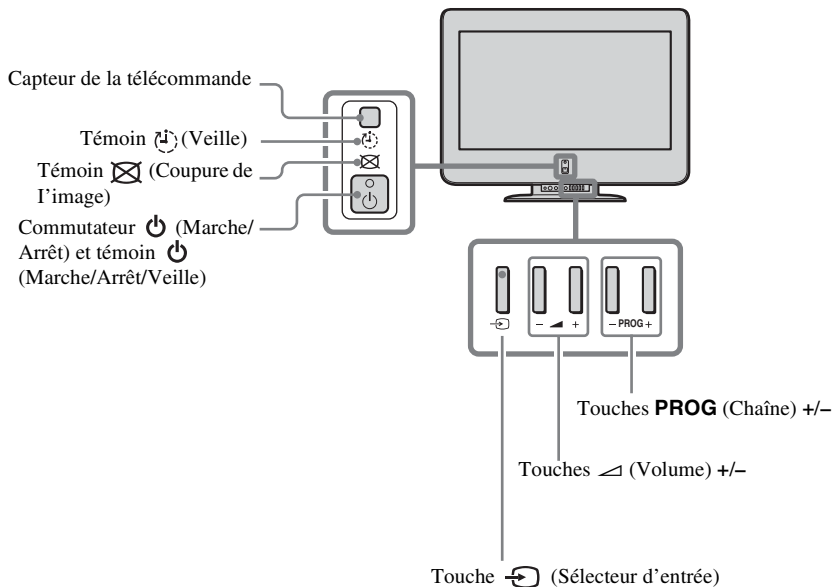 Capteur de la télécommande
Témoin (Veille)
Témoin (Coupure de
l'image)
Commutateur (Marche/
Arrêt) et témoin
(Marche/Arrêt/Veille)
– +
– PROG +
Touches PROG (Chaîne) +/–
Touches (Volume) +/–
Touche (Sélecteur d'entrée)